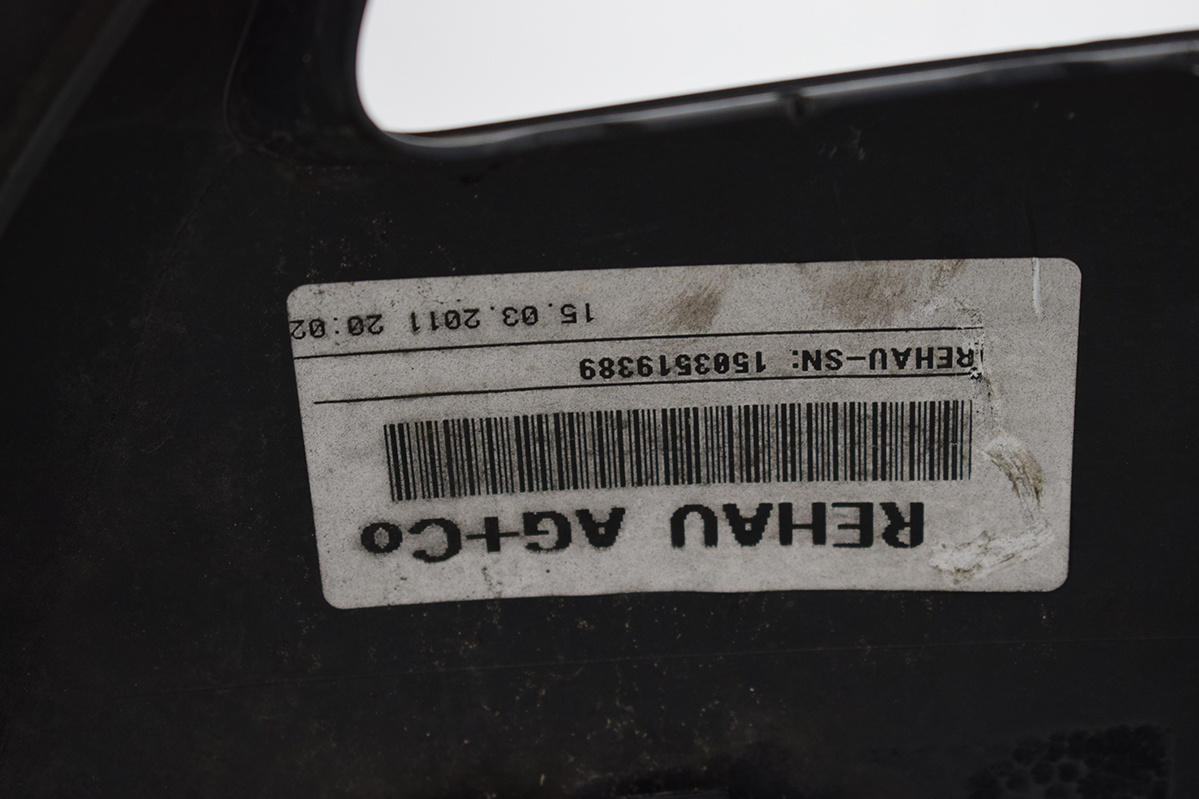 REHAU AG+Co
REHAU-SN: 1503519389
15.03.2011 20:02